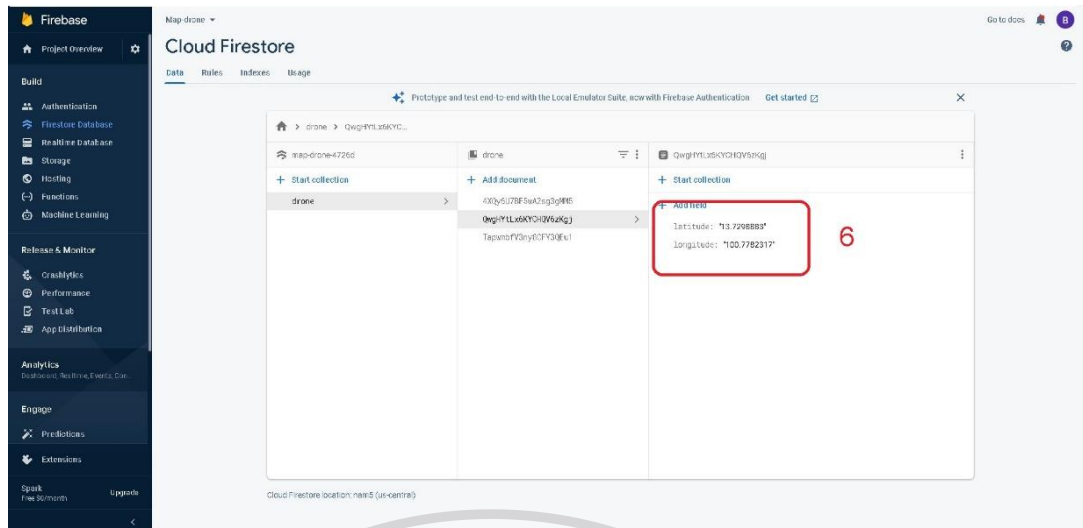 Firebase
Project Overview
Build
Authentication
Firestore Database
Realtime Database
Storage
Hosting
Functions
Machine Learning
Release & Monitor
Crashlytics
Performance
Test Lab
App Distribution
Analytics
Dashboard, Realtime, Events, Con...
Engage
Predictions
Extensions
Spark
Free $0/month
Upgrade
Map-drone
Go to docs
B
Cloud Firestore
Data Rules Indexes Usage
Prototype and test end-to-end with the Local Emulator Suite, now with Firebase Authentication Get started
drone > QwgHYtLx6KYC...
map-drone-4726d
+ Start collection
drone
drone
+ Add document
QwgHYtLx6KYCHQV6zKgj
QwgHYtLx6KYCHQV6zKgj
+ Start collection
+ Add field
latitude: "13.7298883"
longitude: "100.7782317"
6
Cloud Firestore location: nam5 (us-central)